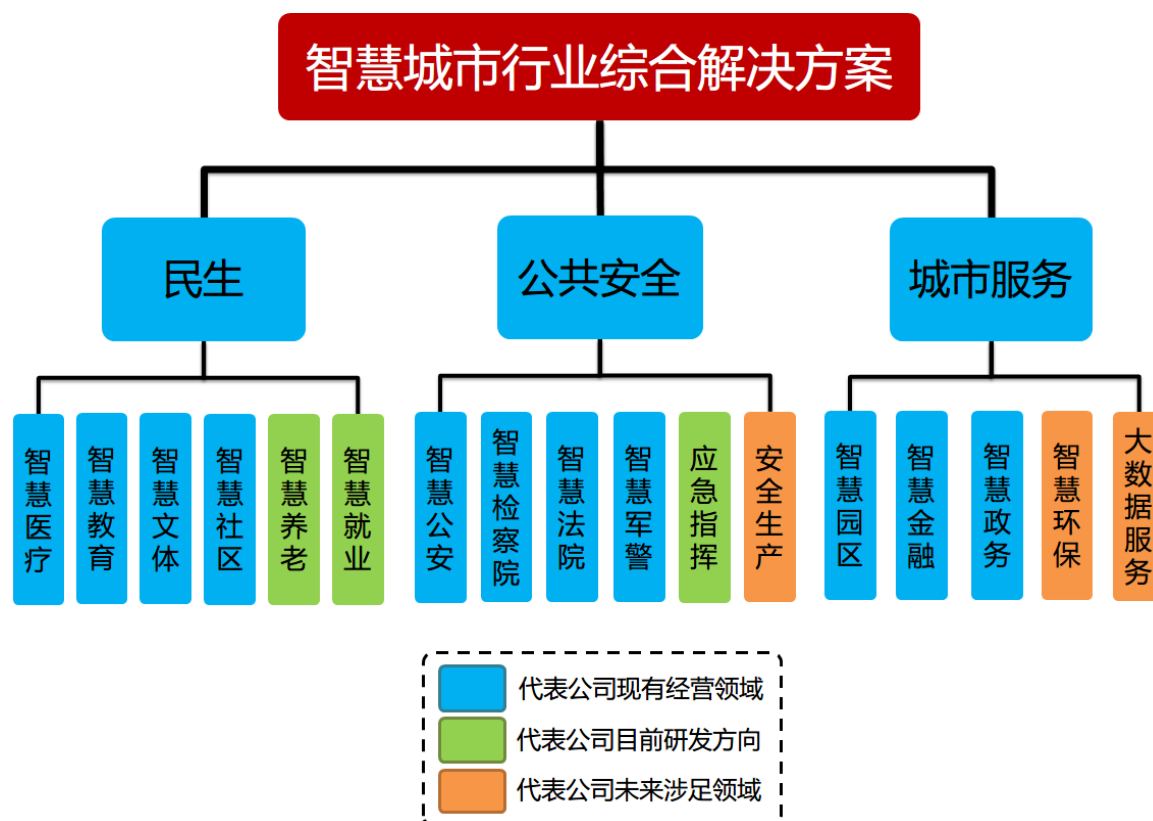 智慧城市行业综合解决方案
民生
公共安全
城市服务
智慧医疗
智慧教育
智慧文体
智慧社区
智慧养老
智慧就业
智慧公安
智慧检察院
智慧法院
智慧军警
应急指挥
安全生产
智慧园区
智慧金融
智慧政务
智慧环保
大数据服务
代表公司现有经营领域
代表公司目前研发方向
代表公司未来涉足领域